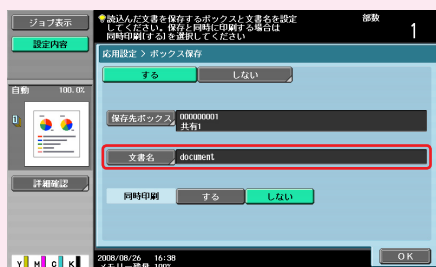 ジョブ表示
設定内容
読込んだ文書を保存するボックスと文書名を設定
してください。保存と同時に印刷する場合は
同時印刷[する]を選択してください
部数
1
応用設定 > ボックス保存
する
しない
自動 100.0%
保存先ボックス
000000001
共有1
文書名
document
詳細確認
同時印刷
する
しない
Y M C K
2008/08/26 16:38
メモリー残量 100%
OK